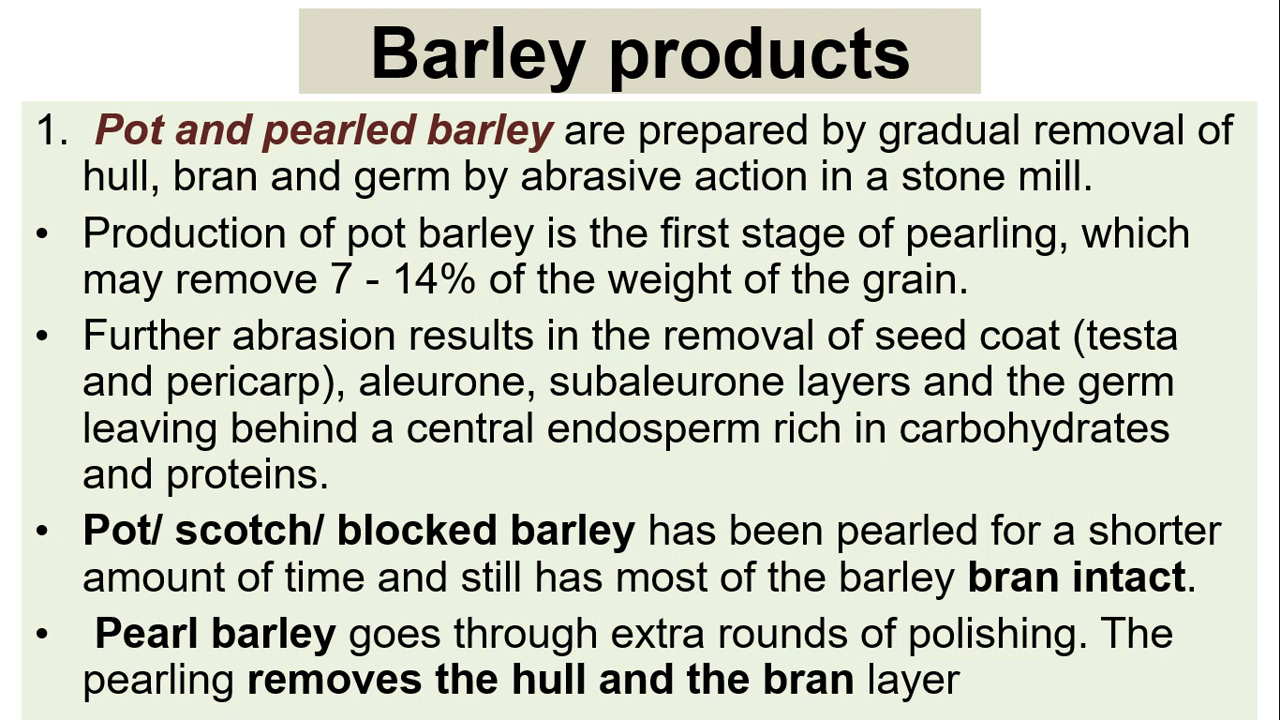 Barley products
1. Pot and pearled barley are prepared by gradual removal of
hull, bran and germ by abrasive action in a stone mill.
• Production of pot barley is the first stage of pearling, which
may remove 7 - 14% of the weight of the grain.
• Further abrasion results in the removal of seed coat (testa
and pericarp), aleurone, subaleurone layers and the germ
leaving behind a central endosperm rich in carbohydrates
and proteins.
• Pot/ scotch/ blocked barley has been pearled for a shorter
amount of time and still has most of the barley bran intact.
• Pearl barley goes through extra rounds of polishing. The
pearling removes the hull and the bran layer